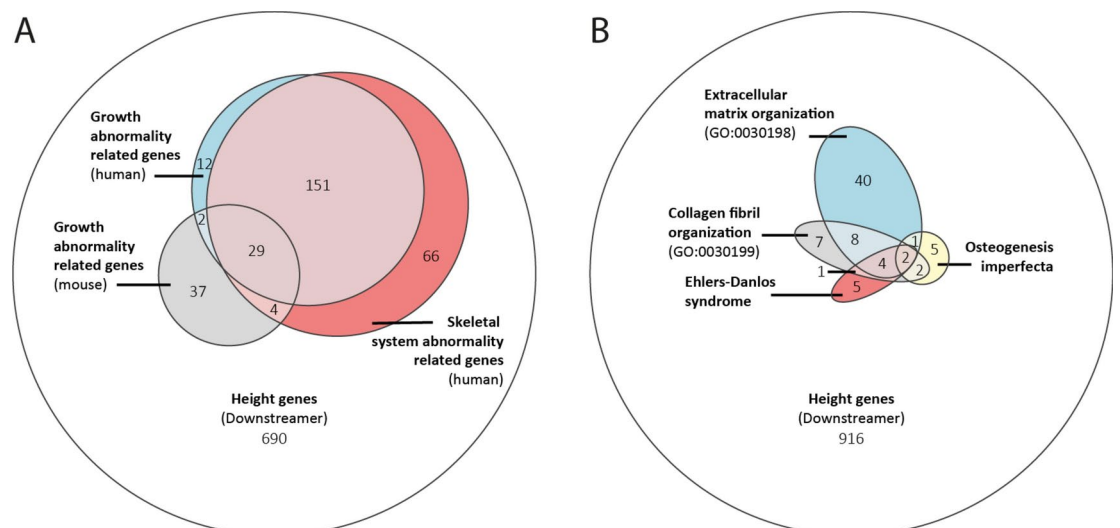 A
Growth
abnormality
related genes
(human)
12
151
2
Growth
abnormality
related genes
(mouse)
29
66
37
4
Skeletal
system abnormality
related genes
(human)
Height genes
(Downstreamer)
690
B
Extracellular
matrix organization
(GO:0030198)
40
Collagen fibril
organization
(GO:0030199)
7
8
1
5
Osteogenesis
imperfecta
4
2
2
1
Ehlers-Danlos
syndrome
5
Height genes
(Downstreamer)
916